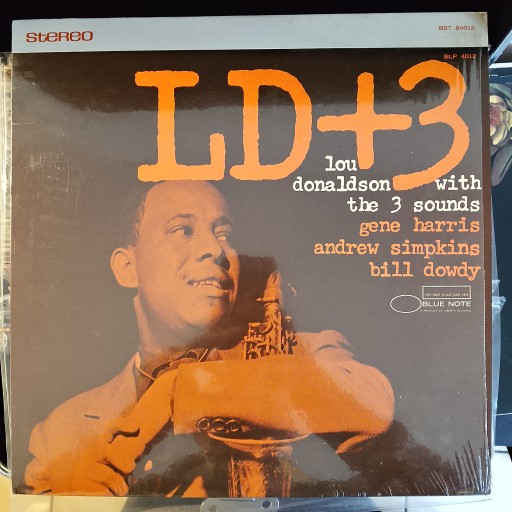 stereo
BST 84012
BLP 4012
LD+3
lou
donaldson with
the 3 sounds
gene harris
andrew simpkins
bill dowdy
BLUE NOTE